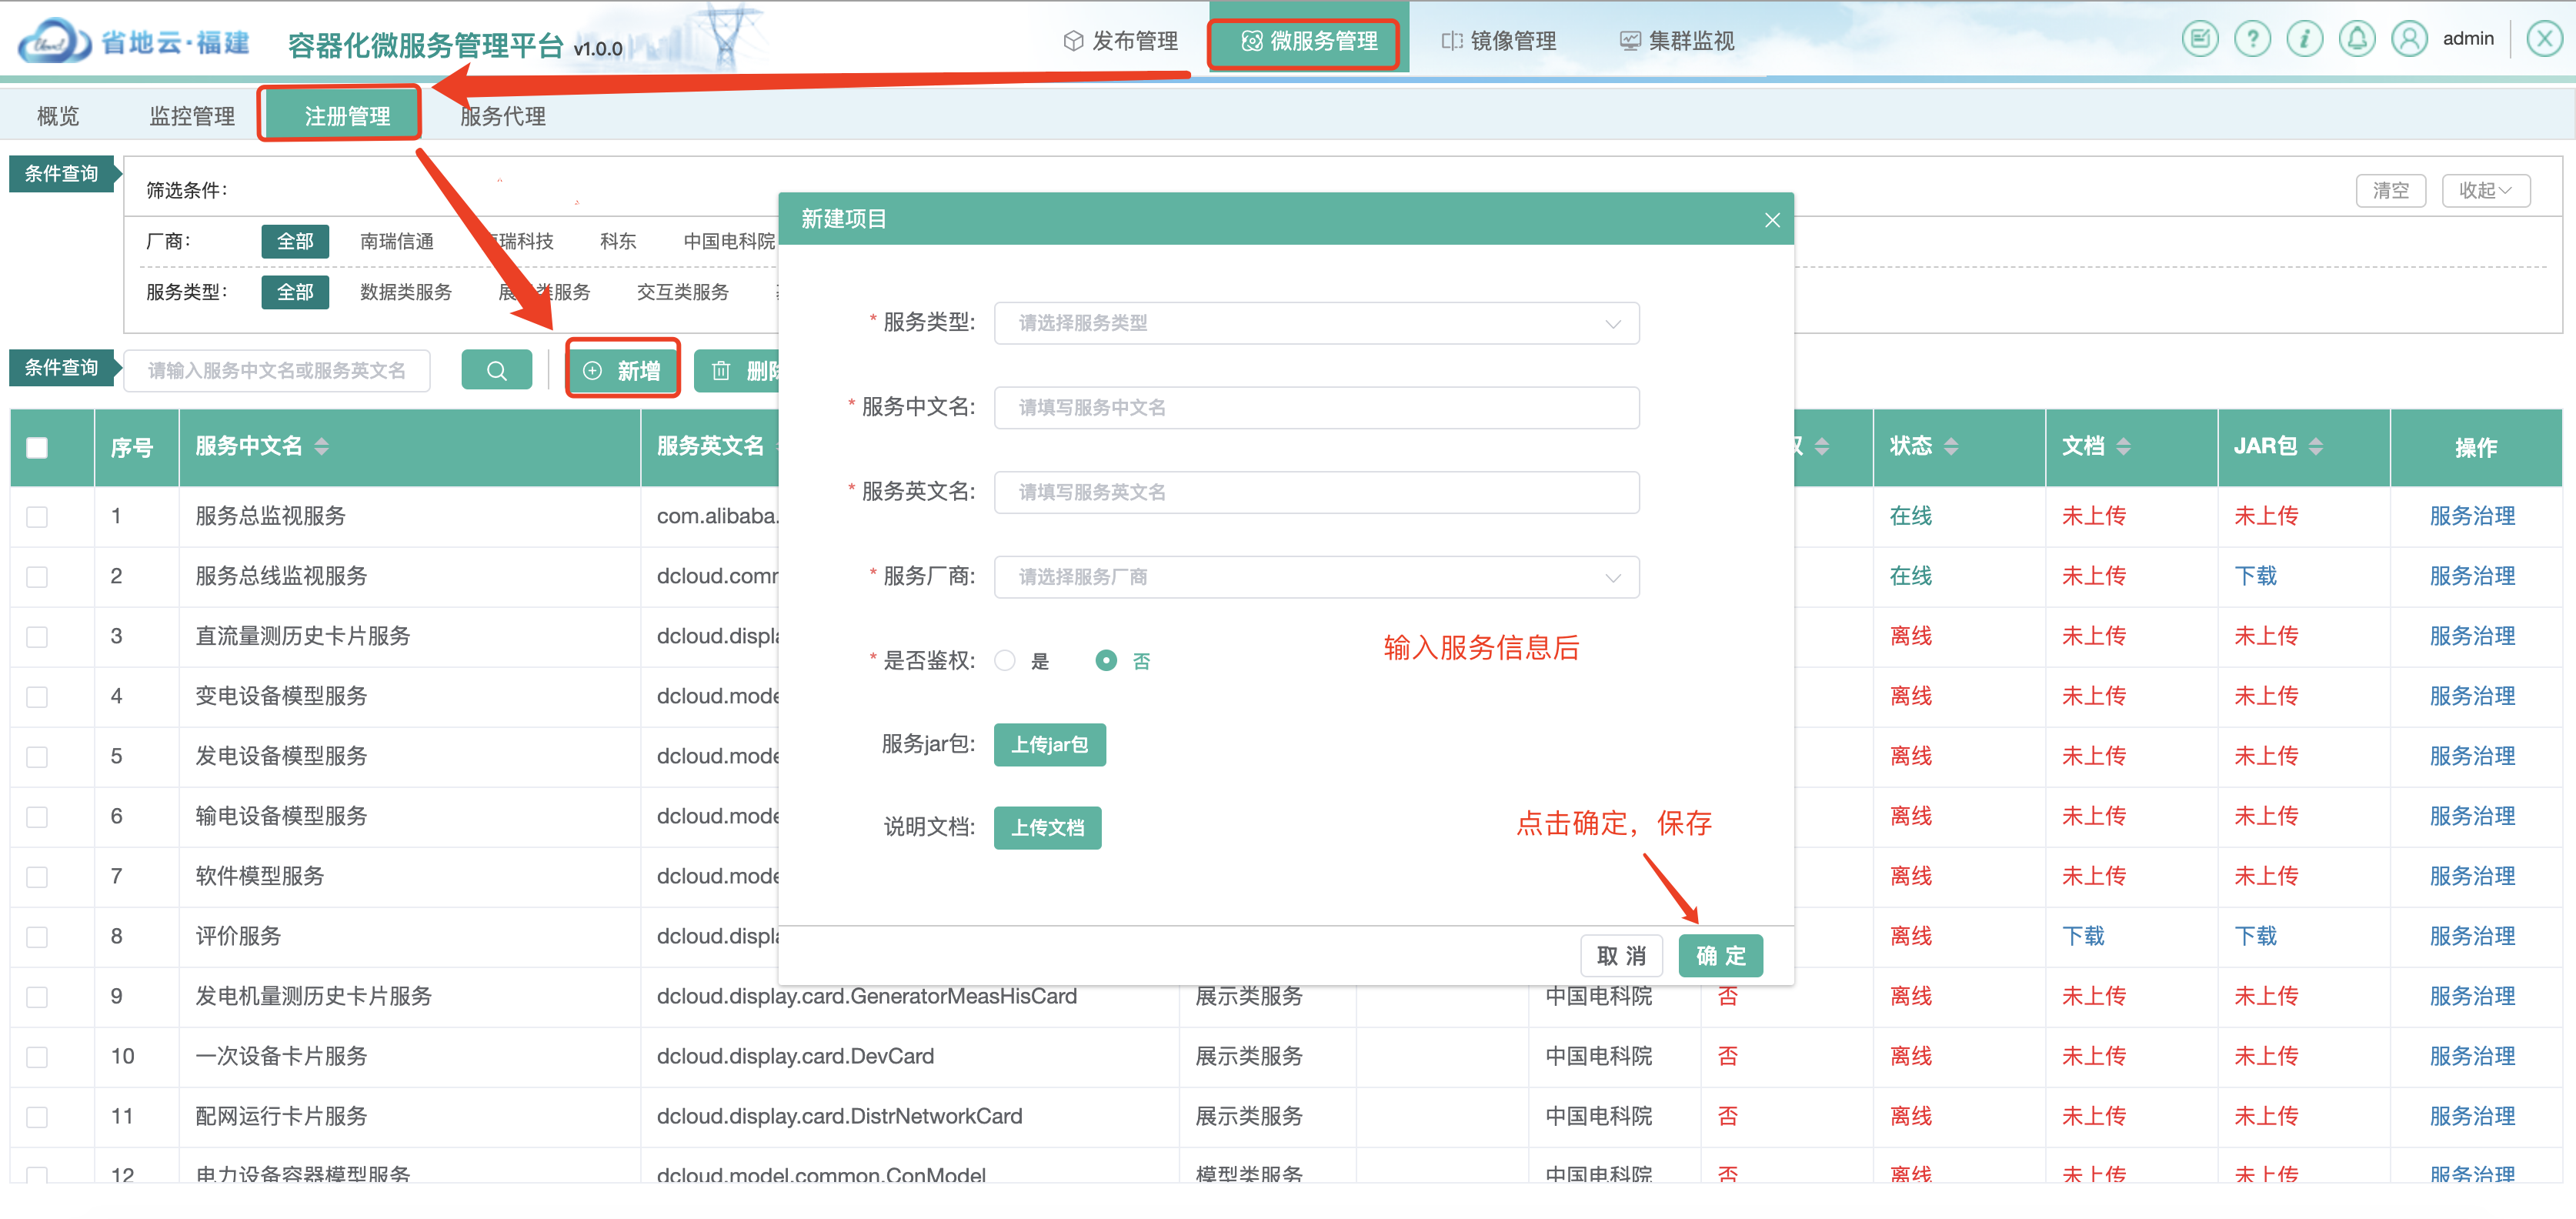 Cloud 省地云·福建 容器化微服务管理平台 v1.0.0 发布管理 微服务管理 镜像管理 集群监视 admin
概览 监控管理 注册管理 服务代理
条件查询 筛选条件: 清空 收起
厂商: 全部 南瑞信通 瑞科技 科东 中国电科院
服务类型: 全部 数据类服务 展 类服务 交互类服务
条件查询 请输入服务中文名或服务英文名 新增 删除
序号 服务中文名 服务英文名 状态 文档 JAR包 操作
1 服务总监视服务 com.alibaba. 在线 未上传 未上传 服务治理
2 服务总线监视服务 dcloud.comm 在线 未上传 下载 服务治理
3 直流量测历史卡片服务 dcloud.displa 离线 未上传 未上传 服务治理
4 变电设备模型服务 dcloud.mode 离线 未上传 未上传 服务治理
5 发电设备模型服务 dcloud.mode 离线 未上传 未上传 服务治理
6 输电设备模型服务 dcloud.mode 离线 未上传 未上传 服务治理
7 软件模型服务 dcloud.mode 离线 未上传 未上传 服务治理
8 评价服务 dcloud.displa 离线 下载 下载 服务治理
9 发电机量测历史卡片服务 dcloud.display.card.GeneratorMeasHisCard 展示类服务 中国电科院 否 离线 未上传 未上传 服务治理
10 一次设备卡片服务 dcloud.display.card.DevCard 展示类服务 中国电科院 否 离线 未上传 未上传 服务治理
11 配网运行卡片服务 dcloud.display.card.DistrNetworkCard 展示类服务 中国电科院 否 离线 未上传 未上传 服务治理
12 电力设备容器模型服务 dcloud.model.common.ConModel 模型类服务 中国电科院 否 离线 未上传 未上传 服务治理
新建项目
* 服务类型: 请选择服务类型
* 服务中文名: 请填写服务中文名
* 服务英文名: 请填写服务英文名
* 服务厂商: 请选择服务厂商
* 是否鉴权: 是 否
输入服务信息后
服务jar包: 上传jar包
说明文档: 上传文档
点击确定，保存
取 消 确 定